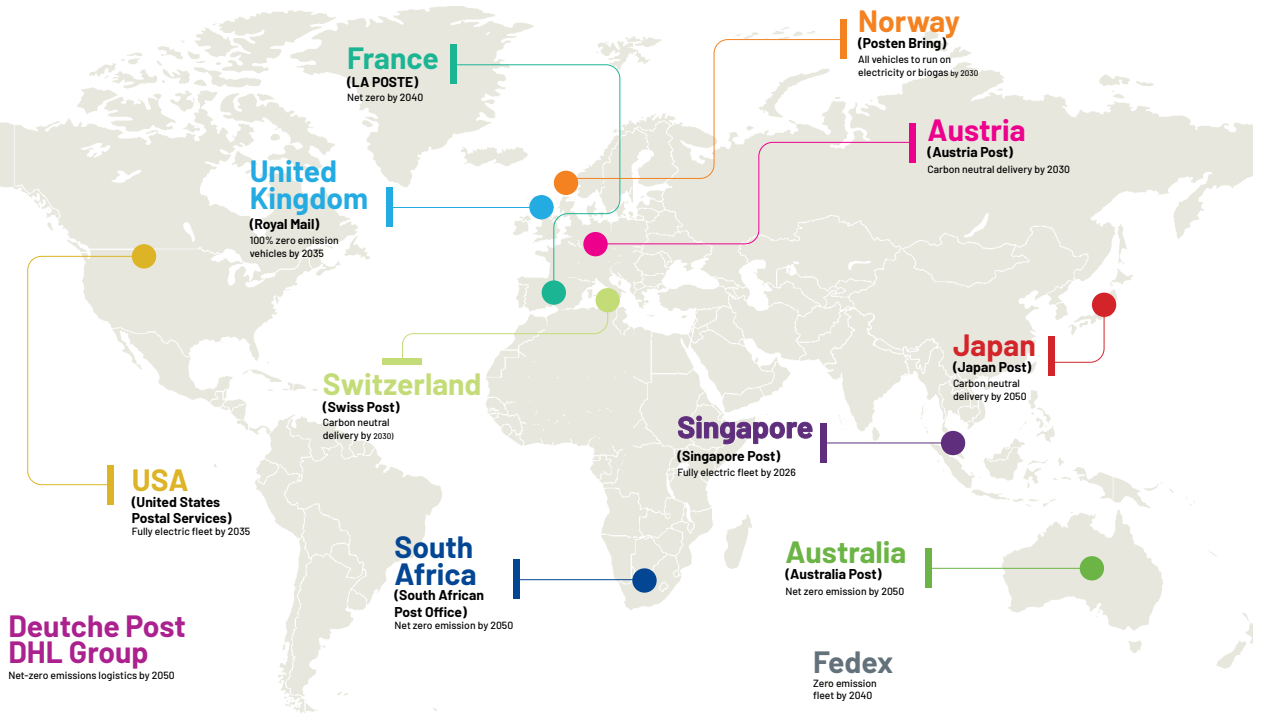 Norway
(Posten Bring)
All vehicles to run on
electricity or biogas by 2030
France
(LA POSTE)
Net zero by 2040
Austria
(Austria Post)
Carbon neutral delivery by 2030
United
Kingdom
(Royal Mail)
100% zero emission
vehicles by 2035
Japan
(Japan Post)
Carbon neutral
delivery by 2050
Switzerland
(Swiss Post)
Carbon neutral
delivery by 2030)
Singapore
(Singapore Post)
Fully electric fleet by 2026
USA
(United States
Postal Services)
Fully electric fleet by 2035
South
Africa
(South African
Post Office)
Net zero emission by 2050
Australia
(Australia Post)
Net zero emission by 2050
Deutche Post
DHL Group
Net-zero emissions logistics by 2050
Fedex
Zero emission
fleet by 2040